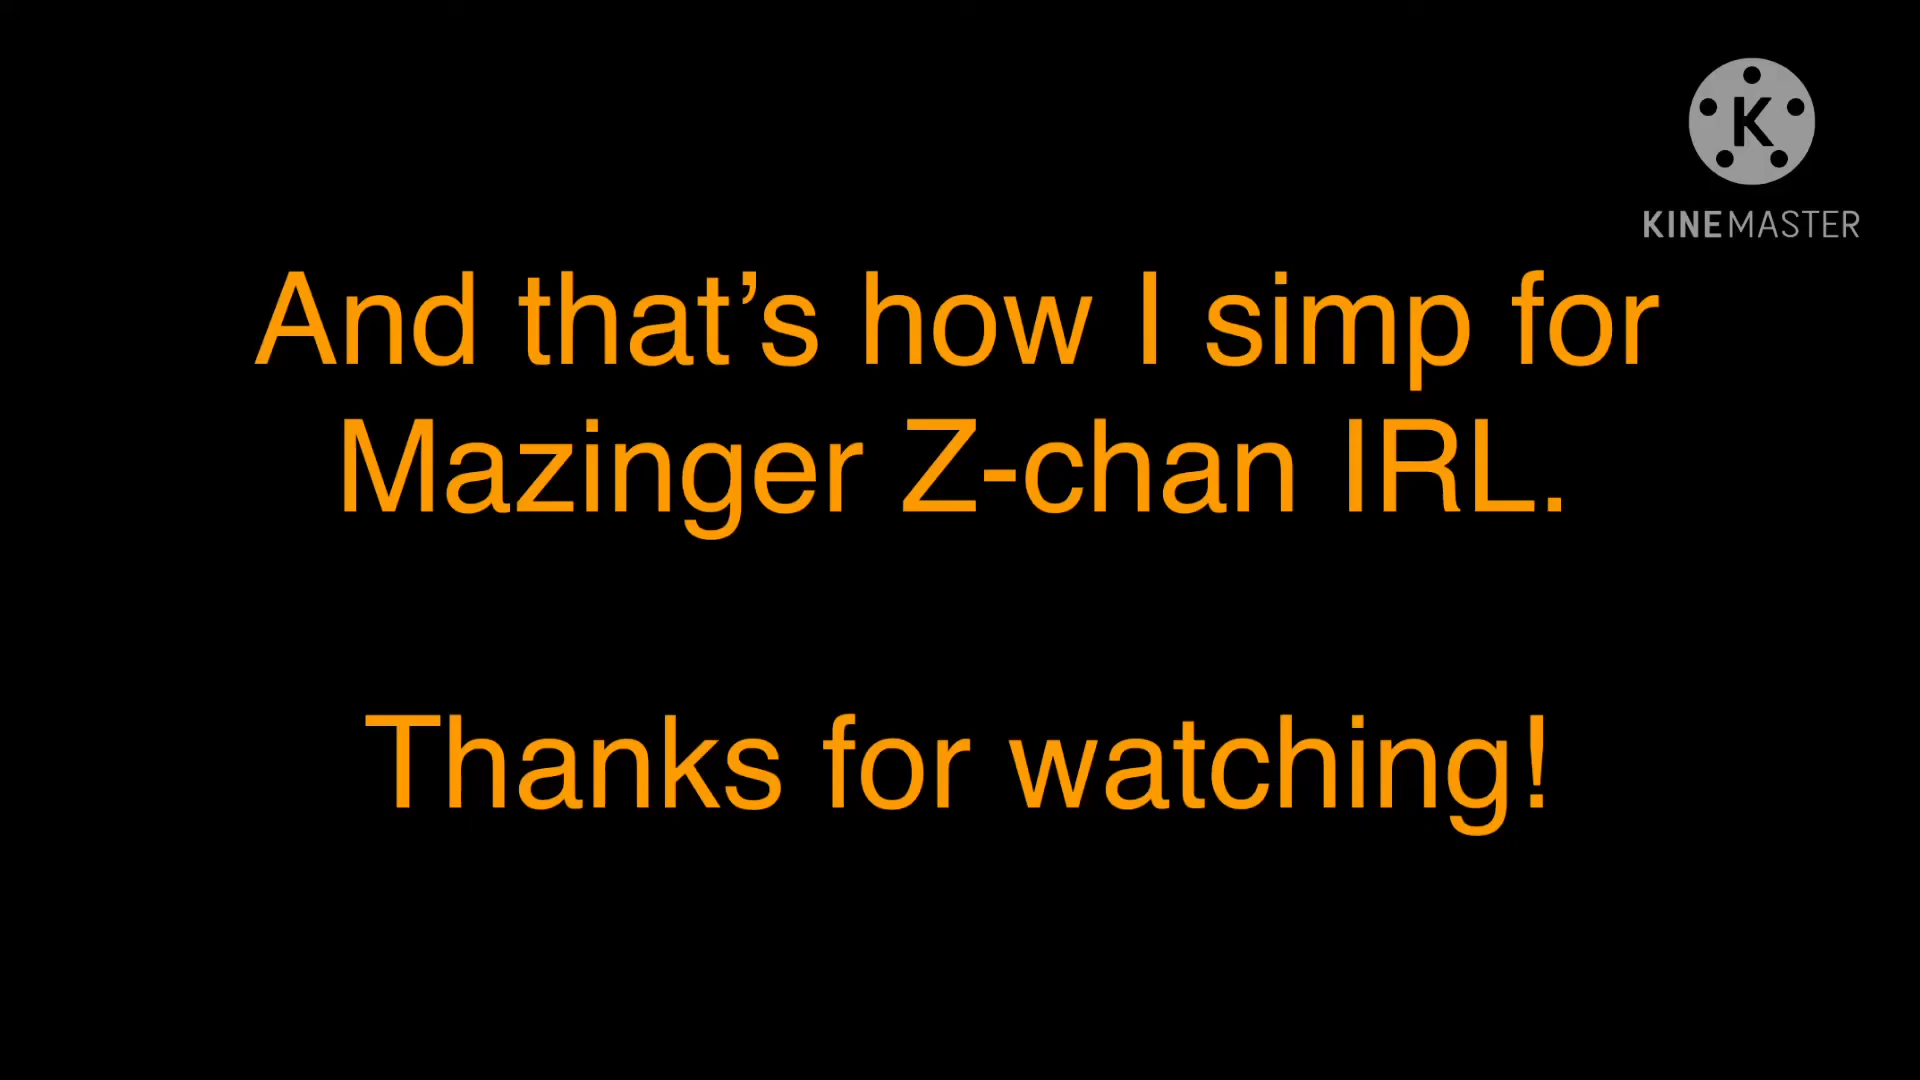 K
KINEMASTER
And that’s how I simp for
Mazinger Z-chan IRL.
Thanks for watching!